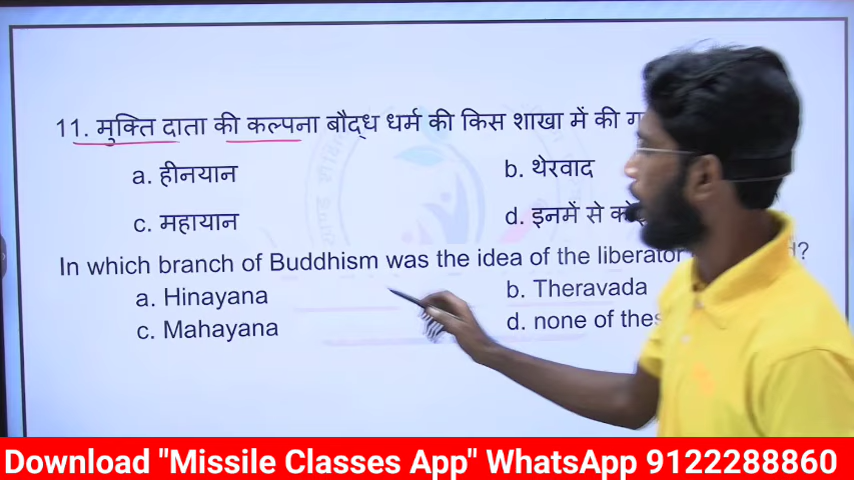 11. मुक्ति दाता की कल्पना बौद्ध धर्म की किस शाखा में की
a. हीनयान b. थेरवाद
c. महायान d. इनमें से
In which branch of Buddhism was the idea of the liberator
a. Hinayana b. Theravada
c. Mahayana d. none of
Download "Missile Classes App" WhatsApp 9122288860